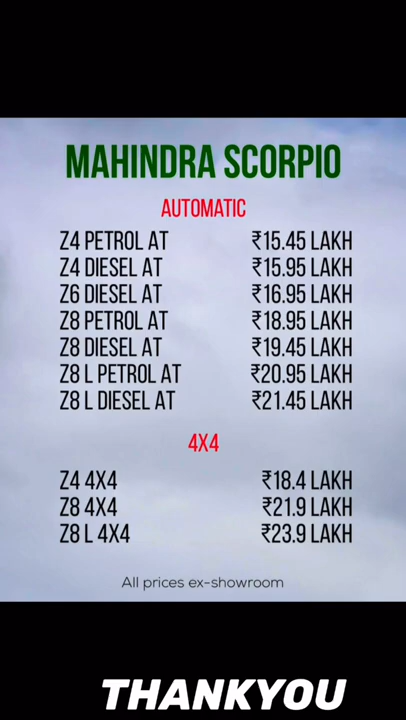 MAHINDRA SCORPIO
AUTOMATIC
Z4 PETROL AT ₹15.45 LAKH
Z4 DIESEL AT ₹15.95 LAKH
Z6 DIESEL AT ₹16.95 LAKH
Z8 PETROL AT ₹18.95 LAKH
Z8 DIESEL AT ₹19.45 LAKH
Z8 L PETROL AT ₹20.95 LAKH
Z8 L DIESEL AT ₹21.45 LAKH
4X4
Z4 4X4 ₹18.4 LAKH
Z8 4X4 ₹21.9 LAKH
Z8 L 4X4 ₹23.9 LAKH
All prices ex-showroom
THANKYOU